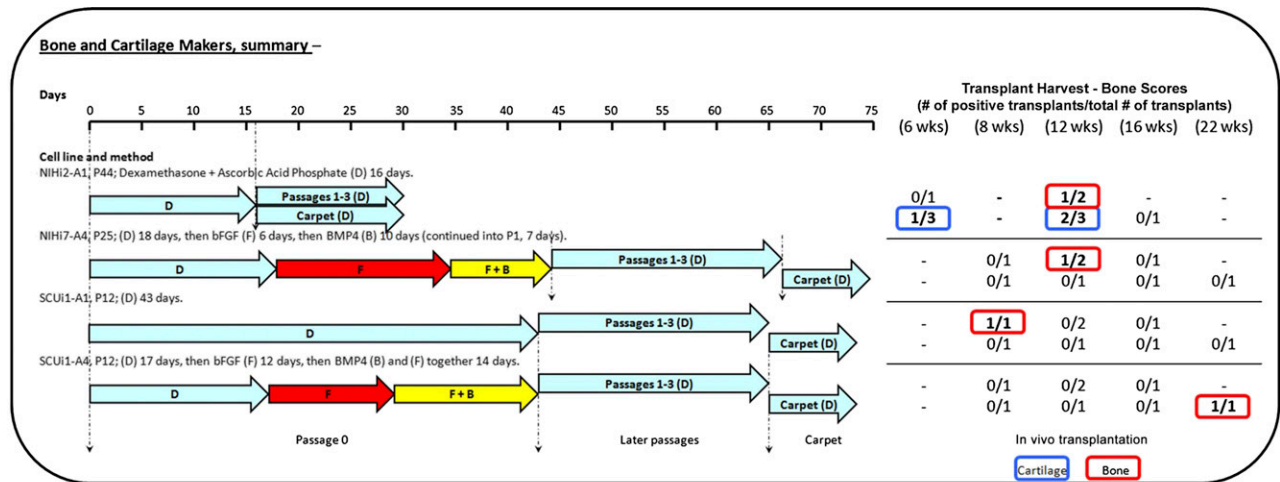 Bone and Cartilage Makers, summary –
Days
0 5 10 15 20 25 30 35 40 45 50 55 60 65 70 75
Transplant Harvest - Bone Scores
(# of positive transplants/total # of transplants)
(6 wks) (8 wks) (12 wks) (16 wks) (22 wks)
Cell line and method
NIHi2-A1, P44; Dexamethasone + Ascorbic Acid Phosphate (D) 16 days.
D
Passages 1-3 (D)
0/1 - 1/2 - -
Carpet (D)
1/3 - 2/3 0/1 -
NIHi7-A4, P25; (D) 18 days, then bFGF (F) 6 days, then BMP4 (B) 10 days (continued into P1, 7 days).
D F F + B Passages 1-3 (D)
- 0/1 1/2 0/1 -
Carpet (D)
- 0/1 0/1 0/1 0/1
SCUi1-A1, P12; (D) 43 days.
D Passages 1-3 (D)
- 1/1 0/2 0/1 -
Carpet (D)
- 0/1 0/1 0/1 0/1
SCUi1-A4, P12; (D) 17 days, then bFGF (F) 12 days, then BMP4 (B) and (F) together 14 days.
D F F + B Passages 1-3 (D)
- 0/1 0/2 0/1 -
Carpet (D)
- 0/1 0/1 0/1 1/1
Passage 0 Later passages Carpet
In vivo transplantation
Cartilage Bone